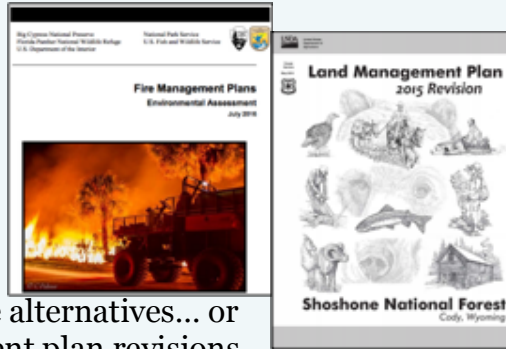 Big Cypress National Preserve
Florida Panther National Wildlife Refuge
U.S. Department of the Interior
National Park Service
U.S. Fish and Wildlife Service
Fire Management Plans
Environmental Assessment
July 2016
USDA
Land Management Plan
2015 Revision
Shoshone National Forest
Cody, Wyoming
alternatives... or
plan revisions